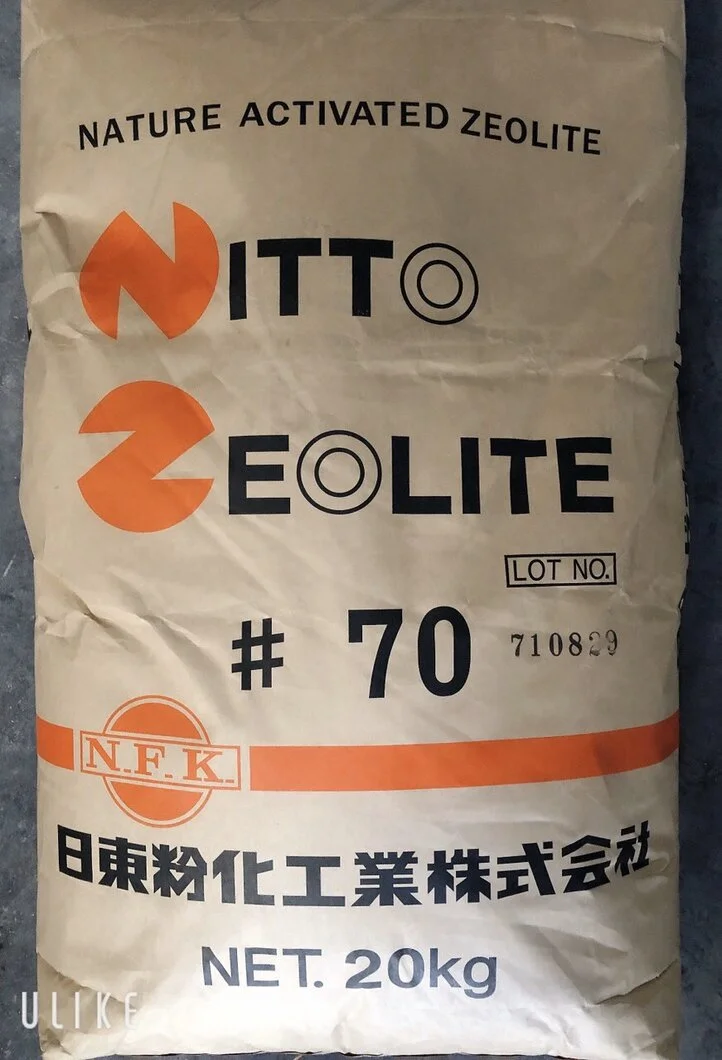 NATURE ACTIVATED ZEOLITE
NITTO
ZEOLITE
LOT NO.
# 70
710829
N.F.K.
日東粉化工業株式会社
NET. 20kg
ULIKE